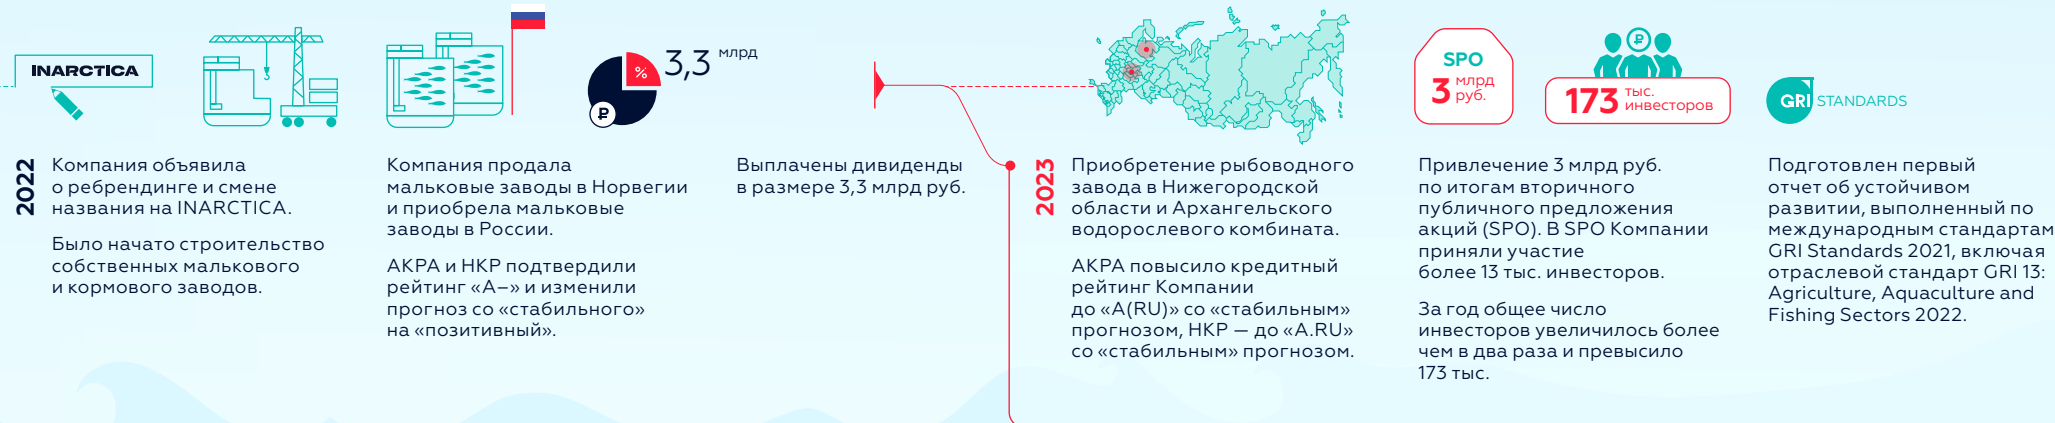 INARCTICA
2022
Компания объявила
о ребрендинге и смене
названия на INARCTICA.
Было начато строительство
собственных малькового
и кормового заводов.
Компания продала
мальковые заводы в Норвегии
и приобрела мальковые
заводы в России.
АКРА и НКР подтвердили
рейтинг «А–» и изменили
прогноз со «стабильного»
на «позитивный».
₽
%
3,3 млрд
Выплачены дивиденды
в размере 3,3 млрд руб.
2023
Приобретение рыбоводного
завода в Нижегородской
области и Архангельского
водорослевого комбината.
АКРА повысило кредитный
рейтинг Компании
до «A(RU)» со «стабильным»
прогнозом, НКР — до «A.RU»
со «стабильным» прогнозом.
SPO
3 млрд
руб.
₽
173 тыс.
инвесторов
Привлечение 3 млрд руб.
по итогам вторичного
публичного предложения
акций (SPO). В SPO Компании
приняли участие
более 13 тыс. инвесторов.
За год общее число
инвесторов увеличилось более
чем в два раза и превысило
173 тыс.
GRI STANDARDS
Подготовлен первый
отчет об устойчивом
развитии, выполненный по
международным стандартам
GRI Standards 2021, включая
отраслевой стандарт GRI 13:
Agriculture, Aquaculture and
Fishing Sectors 2022.